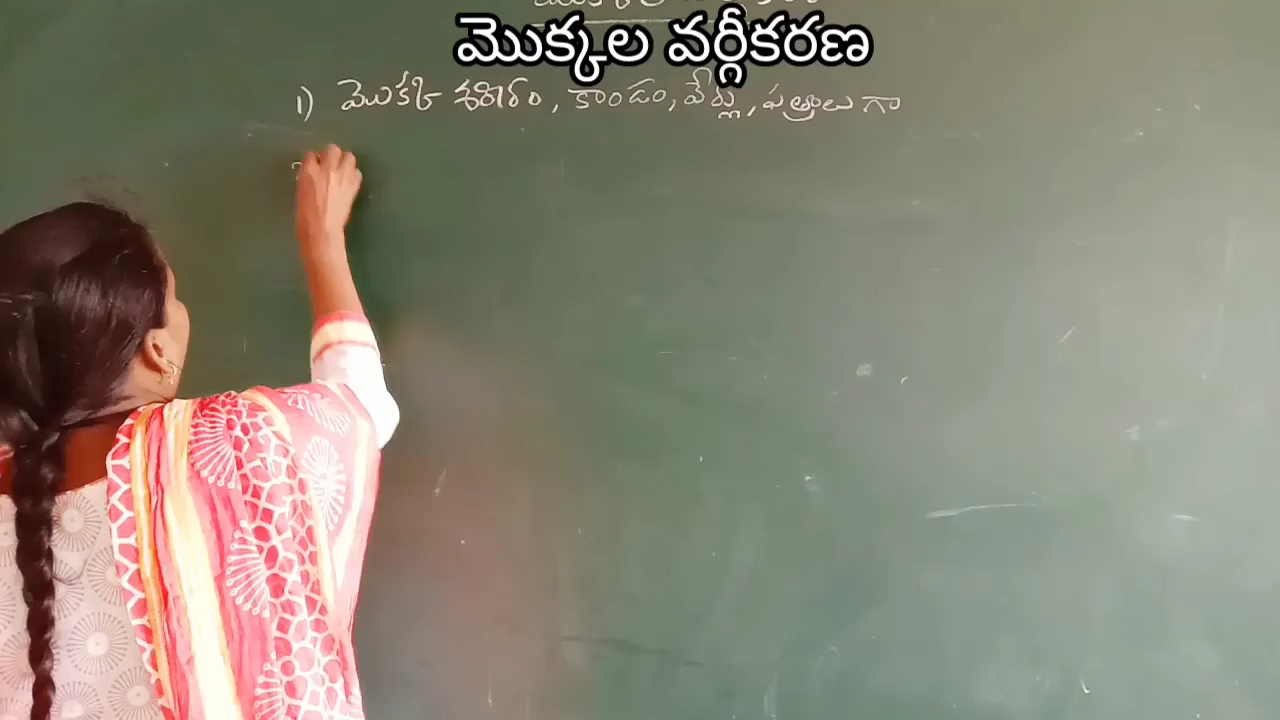 మొక్కల వర్గీకరణ
1) మొక్క శరీరం, కాండం, వేర్లు, పత్రాలు గా